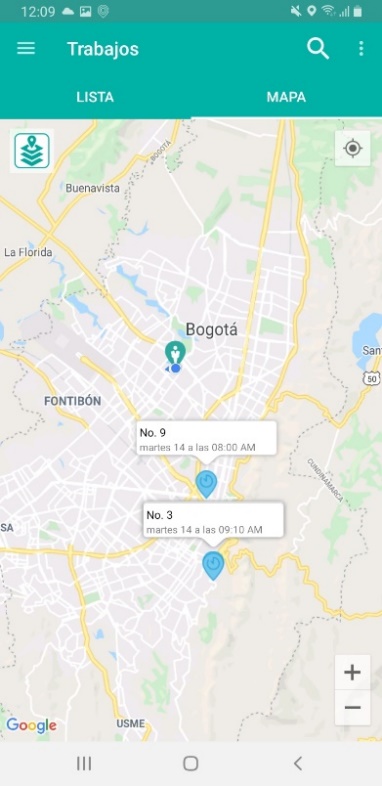 12:09
Trabajos
LISTA
MAPA
BOGOTÁ
Buenavista
La Florida
Bogotá
San
50
FONTIBÓN
No. 9
martes 14 a las 08:00 AM
CUNDINAMARCA
No. 3
martes 14 a las 09:10 AM
SA
USME
Google